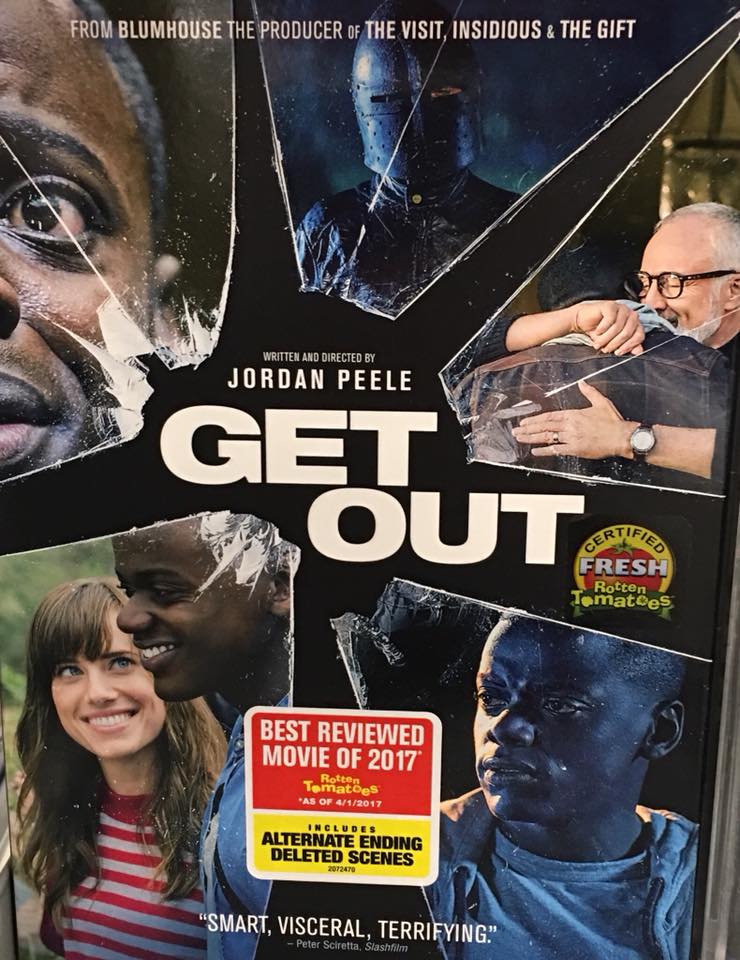 FROM BLUMHOUSE THE PRODUCER OF THE VISIT, INSIDIOUS & THE GIFT
WRITTEN AND DIRECTED BY
JORDAN PEELE
GET
OUT
CERTIFIED
FRESH
Rotten
Tomatoes
BEST REVIEWED
MOVIE OF 2017*
Rotten
Tomatoes
*AS OF 4/1/2017
INCLUDES
ALTERNATE ENDING
DELETED SCENES
2072470
“SMART, VISCERAL, TERRIFYING.”
– Peter Sciretta, Slashfilm